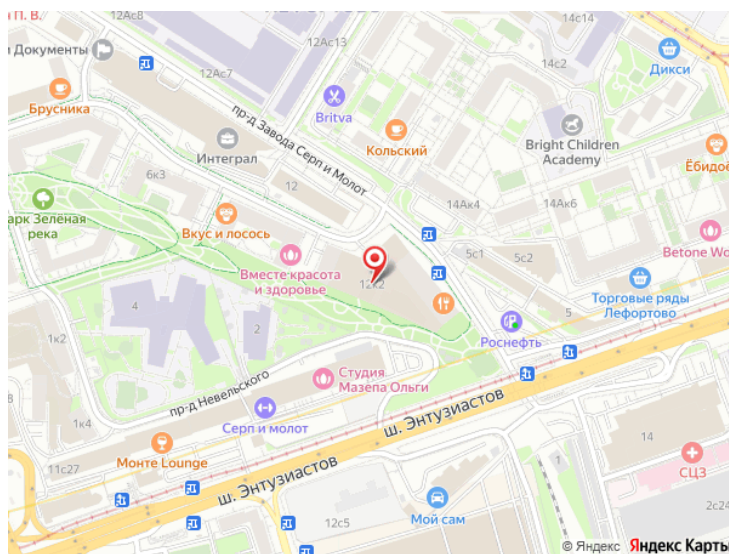 12Ас8
П. В.
12Ас13
14с14
и Документы
12Ас7
14с2
Дикси
Брусника
Britva
пр-д Завода Серп и Молот
Кольский
Bright Children
Academy
Интеграл
Ёбидоё
6к3
12
14Ак4
14Ак6
парк Зеленая
река
Вкус и лосось
5с1
5с2
Betone Wo
Вместе·красота
и здоровье
12к2
4
Торговые ряды
Лефортово
5
2
Роснефть
1к2
Студия
Мазепа Ольги
пр-д Невельского
ш. Энтузиастов
1к4
Серп и молот
14
Монте Lounge
СЦЗ
11с27
1
ш. Энтузиастов
12с5
Мой сам
2с24
© Яндекс Яндекс Карты